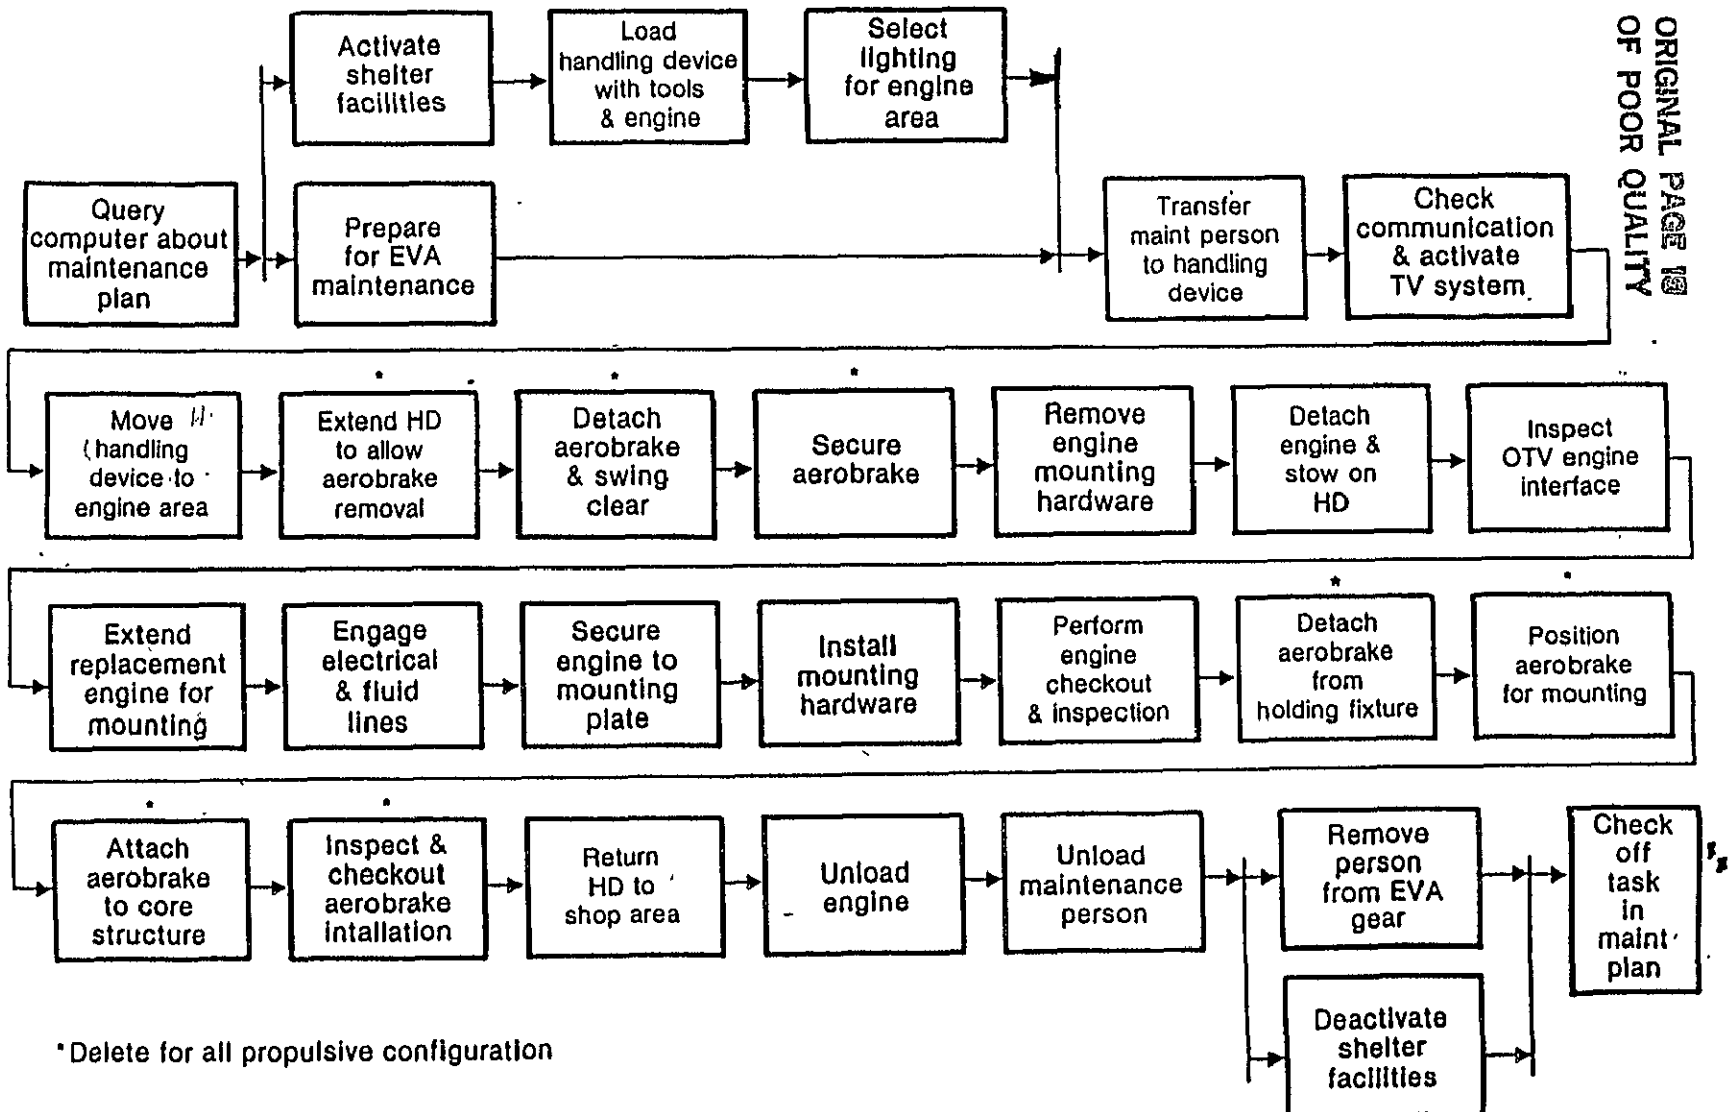 ORIGINAL PAGE IS
OF POOR QUALITY
Activate
shelter
facilities
Load
handling device
with tools
& engine
Select
lighting
for engine
area
Query
computer about
maintenance
plan
Prepare
for EVA
maintenance
Transfer
maint person
to handling
device
Check
communication
& activate
TV system
Move
handling
device to
engine area
*
Extend HD
to allow
aerobrake
removal
*
Detach
aerobrake
& swing
clear
*
Secure
aerobrake
Remove
engine
mounting
hardware
Detach
engine &
stow on
HD
Inspect
OTV engine
interface
Extend
replacement
engine for
mounting
Engage
electrical
& fluid
lines
Secure
engine to
mounting
plate
Install
mounting
hardware
Perform
engine
checkout
& inspection
*
Detach
aerobrake
from
holding fixture
*
Position
aerobrake
for mounting
*
Attach
aerobrake
to core
structure
*
Inspect &
checkout
aerobrake
intallation
Return
HD to
shop area
Unload
engine
Unload
maintenance
person
Remove
person
from EVA
gear
Deactivate
shelter
facilities
Check
off
task
in
maint
plan
*Delete for all propulsive configuration